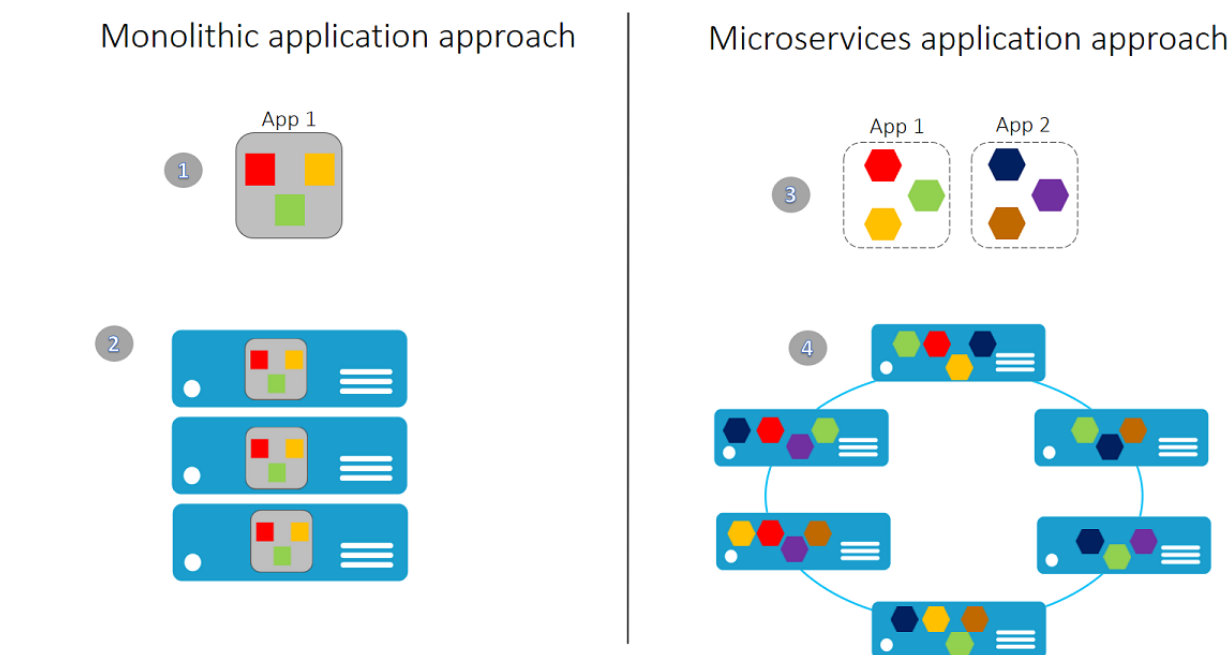 Monolithic application approach
App 1
1
2
Microservices application approach
App 1
App 2
3
4